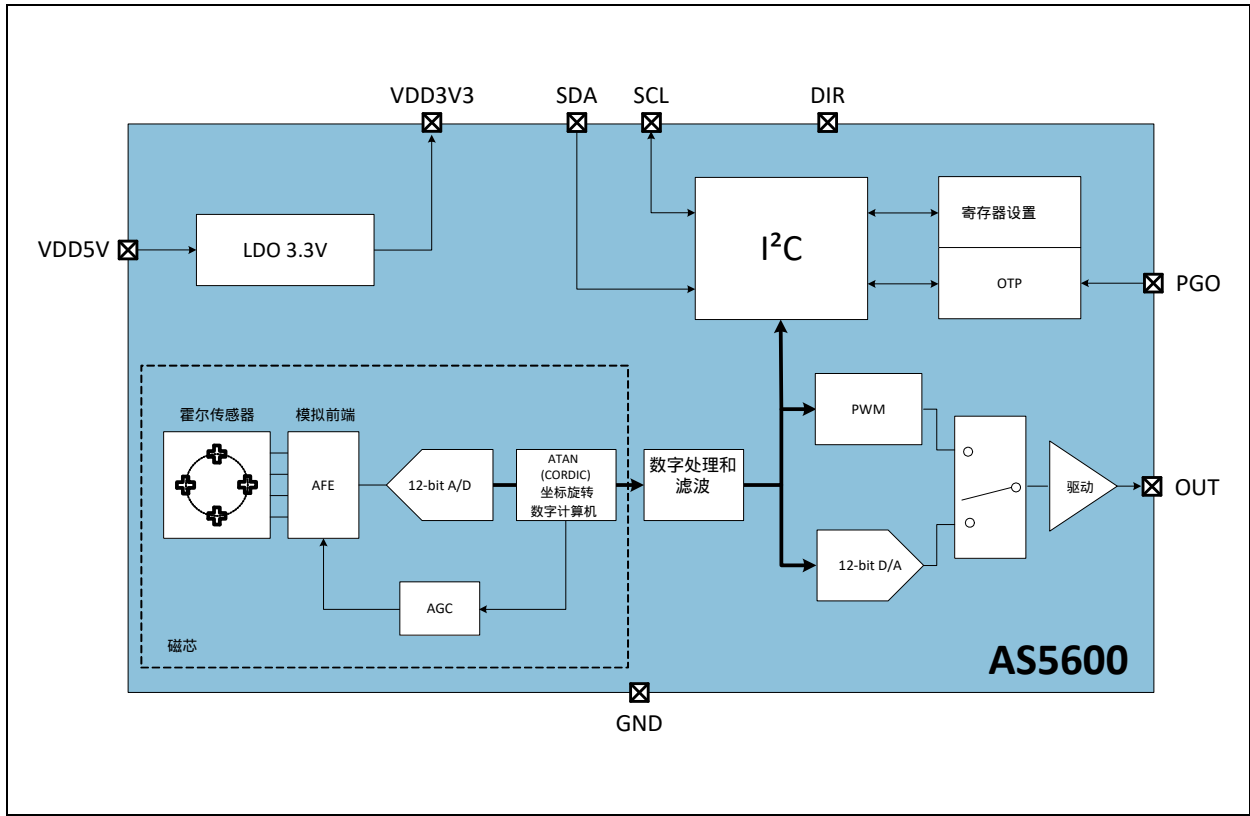 VDD3V3
SDA
SCL
DIR
VDD5V
LDO 3.3V
I²C
寄存器设置
OTP
PGO
霍尔传感器
模拟前端
AFE
12-bit A/D
ATAN
(CORDIC)
坐标旋转
数字计算机
数字处理和
滤波
PWM
12-bit D/A
驱动
OUT
AGC
磁芯
AS5600
GND